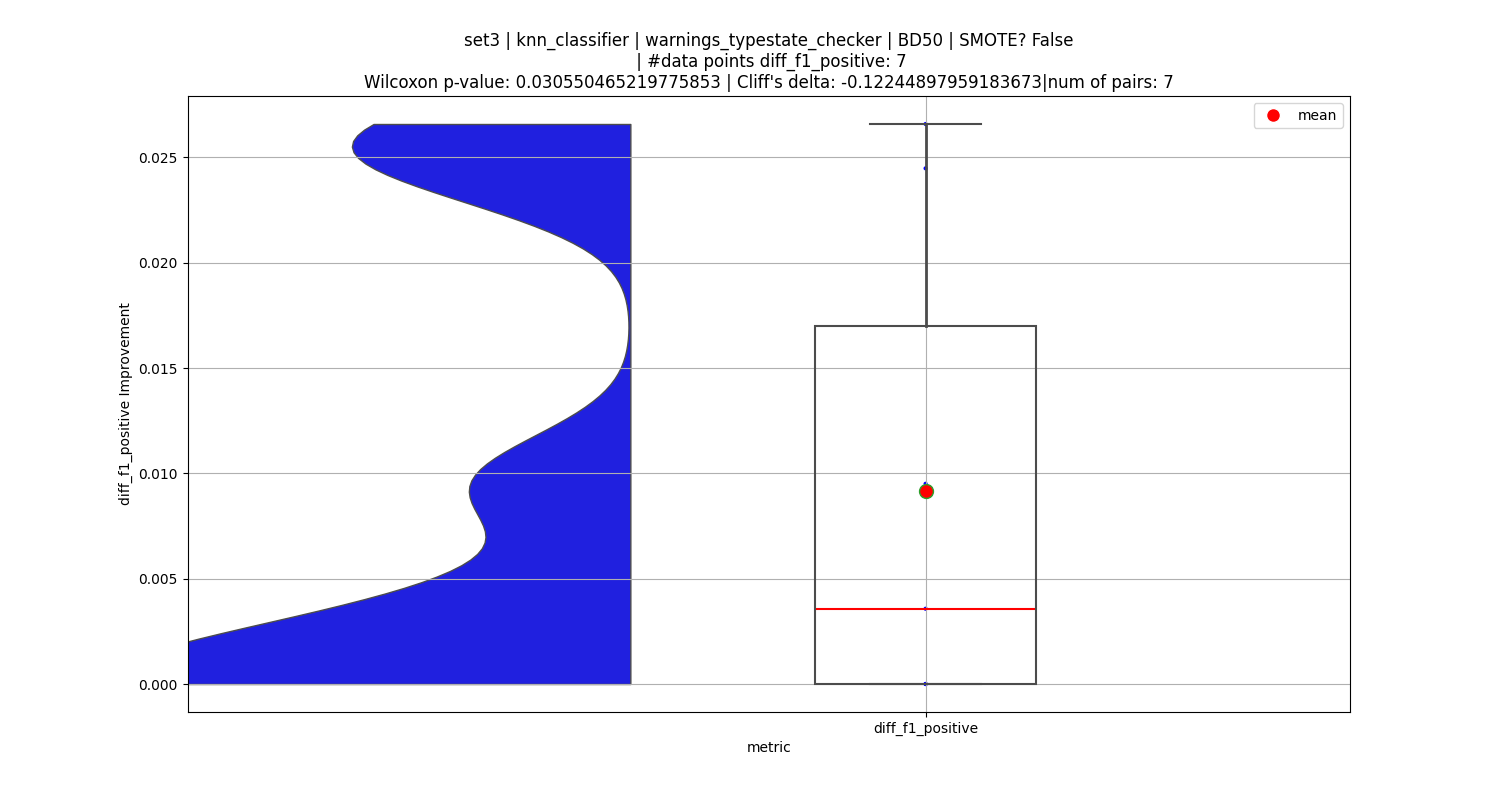 set3 | knn_classifier | warnings_typestate_checker | BD50 | SMOTE? False
| #data points diff_f1_positive: 7
Wilcoxon p-value: 0.030550465219775853 | Cliff's delta: -0.12244897959183673|num of pairs: 7
mean
0.025
0.020
0.015
0.010
0.005
0.000
diff_f1_positive Improvement
diff_f1_positive
metric